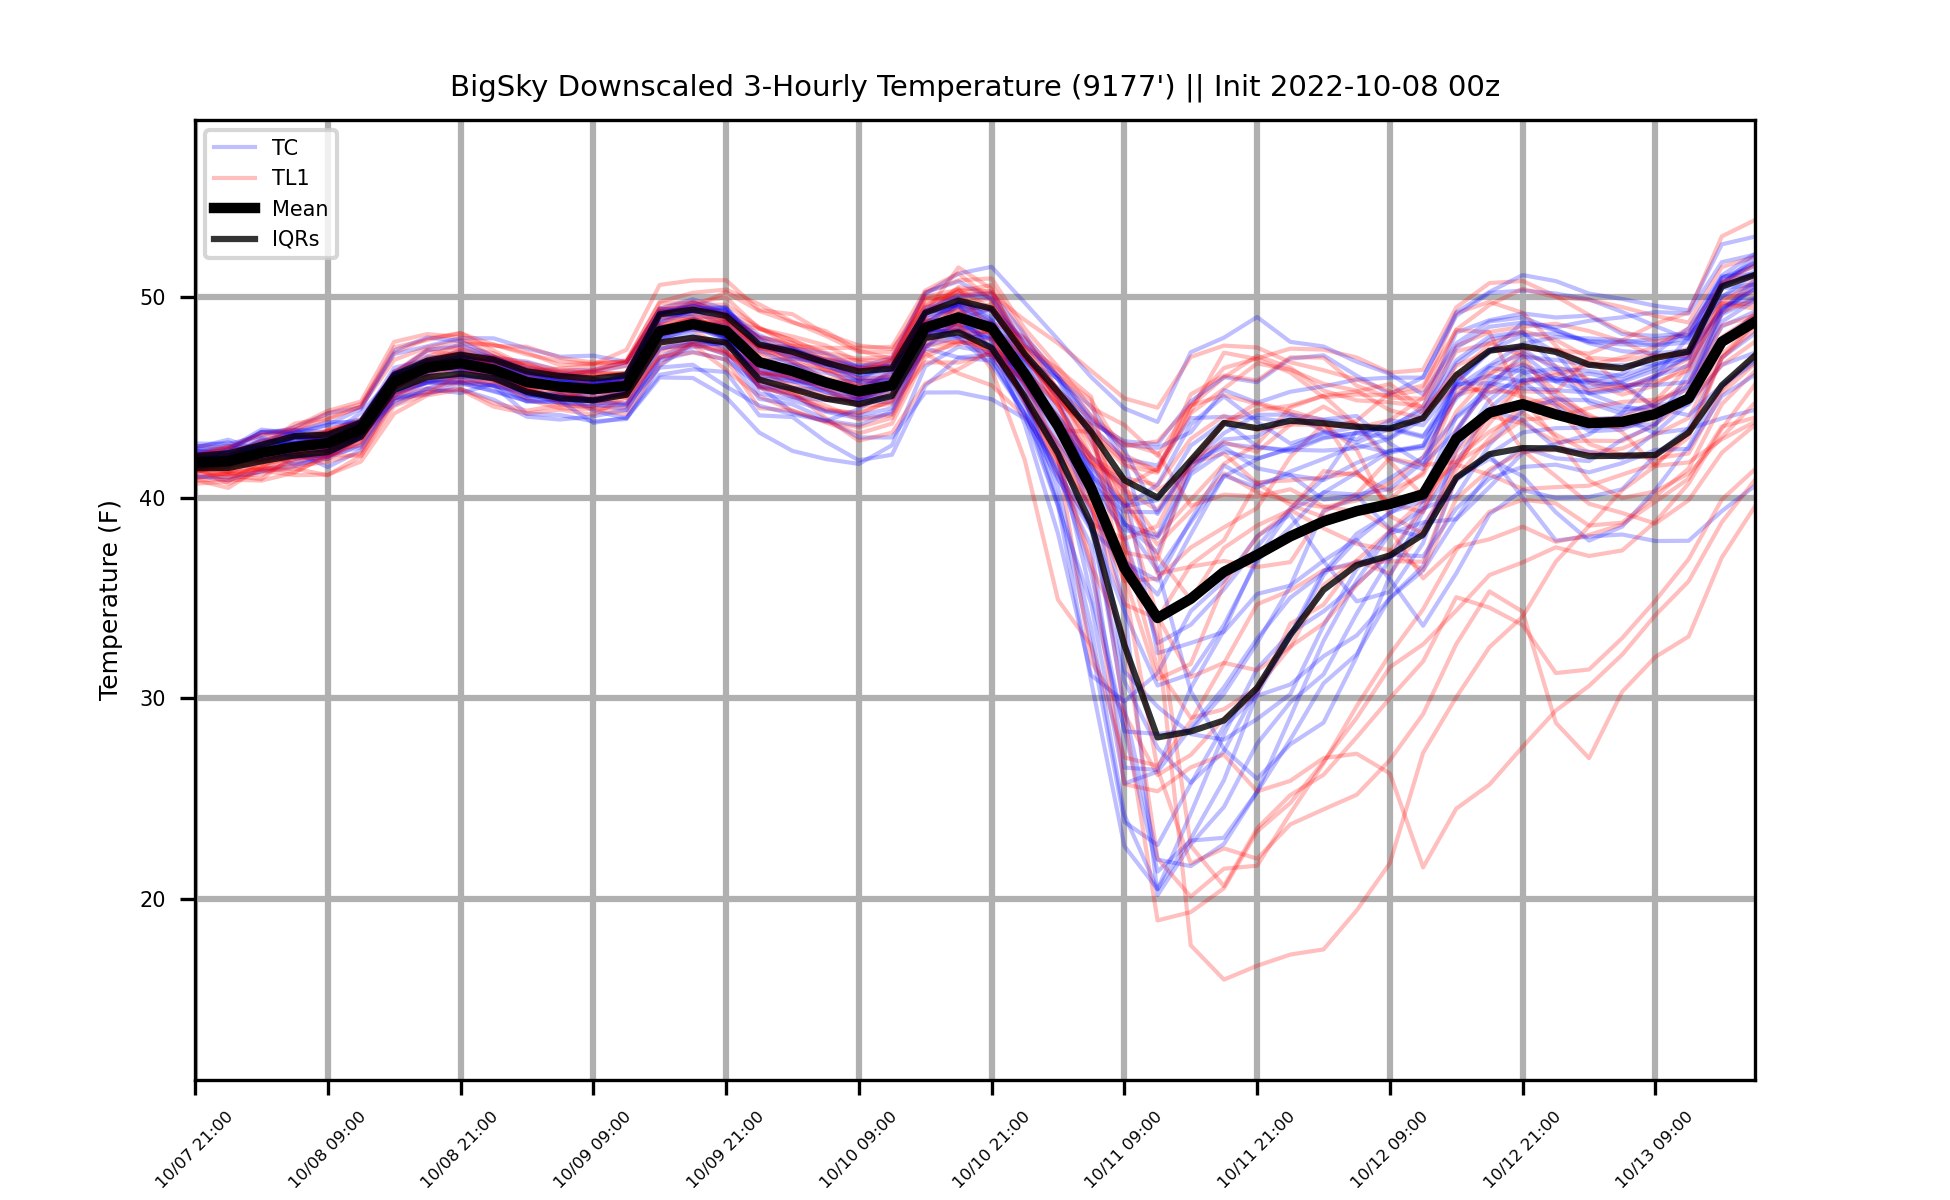 BigSky Downscaled 3-Hourly Temperature (9177') || Init 2022-10-08 00z
TC
TL1
Mean
IQRs
Temperature (F)
50
40
30
20
10/07 21:00
10/08 09:00
10/08 21:00
10/09 09:00
10/09 21:00
10/10 09:00
10/10 21:00
10/11 09:00
10/11 21:00
10/12 09:00
10/12 21:00
10/13 09:00